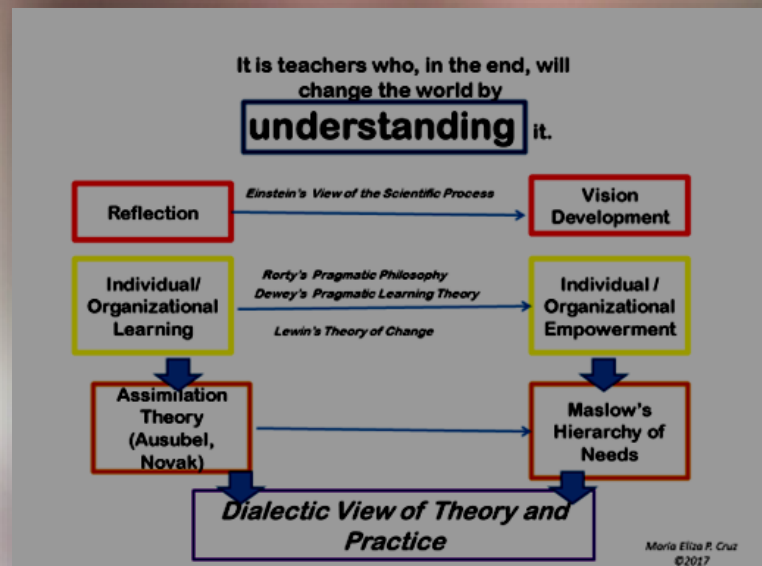 It is teachers who, in the end, will
change the world by
understanding it.
Reflection
Einstein's View of the Scientific Process
Vision
Development
Individual/
Organizational
Learning
Rorty's Pragmatic Philosophy
Dewey's Pragmatic Learning Theory
Lewin's Theory of Change
Individual /
Organizational
Empowerment
Assimilation
Theory
(Ausubel,
Novak)
Maslow's
Hierarchy of
Needs
Dialectic View of Theory and
Practice
Maria Eliza P. Cruz
©2017